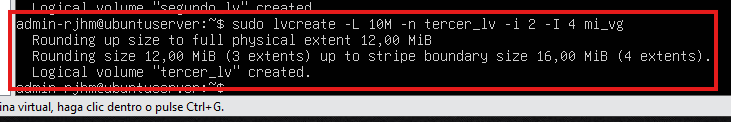 Logical volume "segundo_lv" created.
admin-rjhm@ubuntuserver:~$ sudo lvcreate -L 10M -n tercer_lv -i 2 -I 4 mi_vg
Rounding up size to full physical extent 12,00 MiB
Rounding size 12,00 MiB (3 extents) up to stripe boundary size 16,00 MiB (4 extents).
Logical volume "tercer_lv" created.
admin-rjhm@ubuntuserver:~$
ina virtual, haga clic dentro o pulse Ctrl+G.